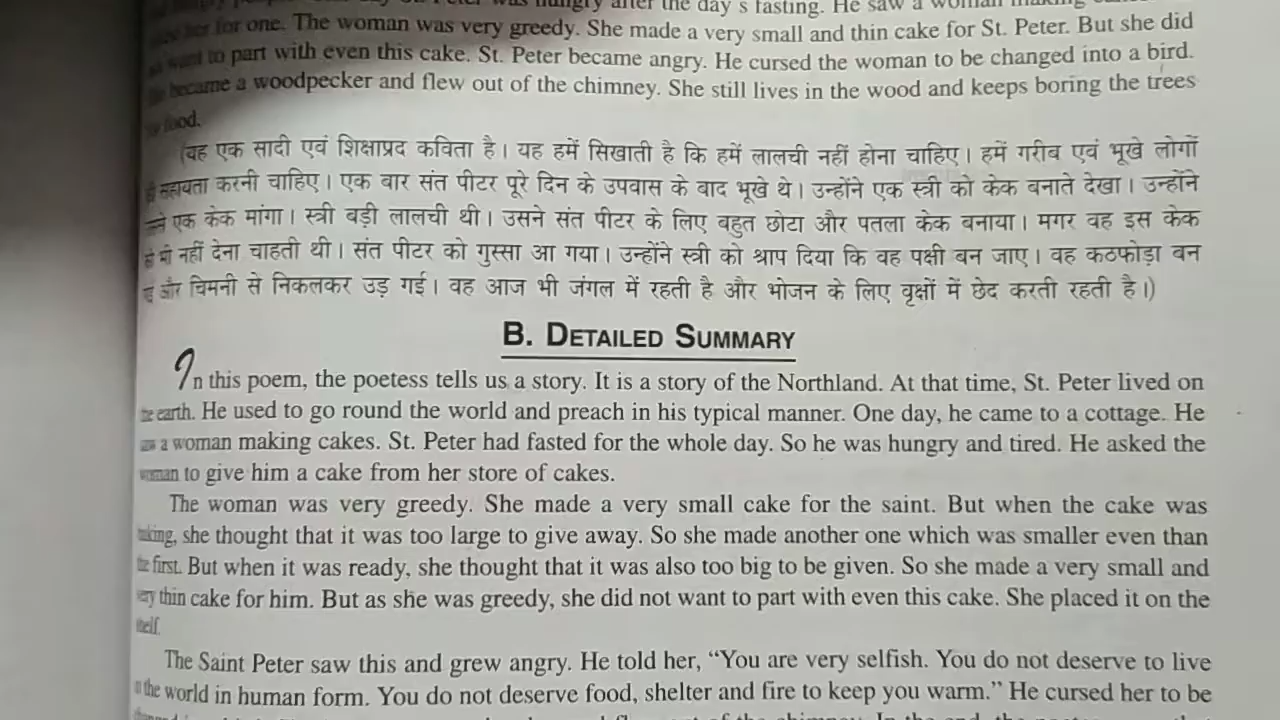 was hungry after the day's fasting. He saw a woman making
her for one. The woman was very greedy. She made a very small and thin cake for St. Peter. But she did
want to part with even this cake. St. Peter became angry. He cursed the woman to be changed into a bird.
became a woodpecker and flew out of the chimney. She still lives in the wood and keeps boring the trees
food.
(यह एक सादी एवं शिक्षाप्रद कविता है। यह हमें सिखाती है कि हमें लालची नहीं होना चाहिए। हमें गरीब एवं भूखे लोगों
सहायता करनी चाहिए। एक बार संत पीटर पूरे दिन के उपवास के बाद भूखे थे। उन्होंने एक स्त्री को केक बनाते देखा। उन्होंने
एक केक मांगा। स्त्री बड़ी लालची थी। उसने संत पीटर के लिए बहुत छोटा और पतला केक बनाया। मगर वह इस केक
भी नहीं देना चाहती थी। संत पीटर को गुस्सा आ गया। उन्होंने स्त्री को श्राप दिया कि वह पक्षी बन जाए। वह कठफोड़ा बन
और चिमनी से निकलकर उड़ गई। वह आज भी जंगल में रहती है और भोजन के लिए वृक्षों में छेद करती रहती है।)
B. DETAILED SUMMARY
In this poem, the poetess tells us a story. It is a story of the Northland. At that time, St. Peter lived on
the earth. He used to go round the world and preach in his typical manner. One day, he came to a cottage. He
a woman making cakes. St. Peter had fasted for the whole day. So he was hungry and tired. He asked the
woman to give him a cake from her store of cakes.
The woman was very greedy. She made a very small cake for the saint. But when the cake was
she thought that it was too large to give away. So she made another one which was smaller even than
the first. But when it was ready, she thought that it was also too big to be given. So she made a very small and
very thin cake for him. But as she was greedy, she did not want to part with even this cake. She placed it on the
shelf.
The Saint Peter saw this and grew angry. He told her, “You are very selfish. You do not deserve to live
the world in human form. You do not deserve food, shelter and fire to keep you warm.” He cursed her to be